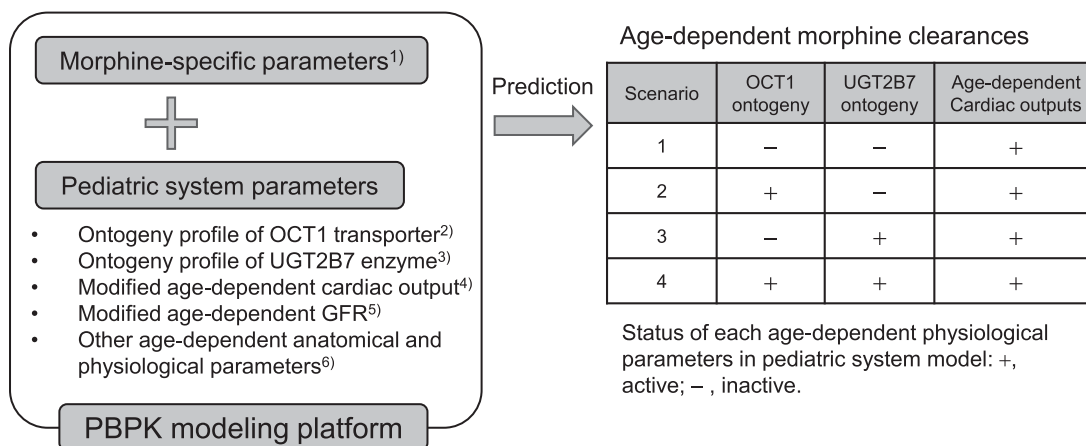 Morphine-specific parameters1)
Pediatric system parameters
• Ontogeny profile of OCT1 transporter2)
• Ontogeny profile of UGT2B7 enzyme3)
• Modified age-dependent cardiac output4)
• Modified age-dependent GFR5)
• Other age-dependent anatomical and
physiological parameters6)
PBPK modeling platform
Prediction
Age-dependent morphine clearances
Scenario OCT1 ontogeny UGT2B7 ontogeny Age-dependent Cardiac outputs
1 − − +
2 + − +
3 − + +
4 + + +
Status of each age-dependent physiological
parameters in pediatric system model: +,
active; − , inactive.